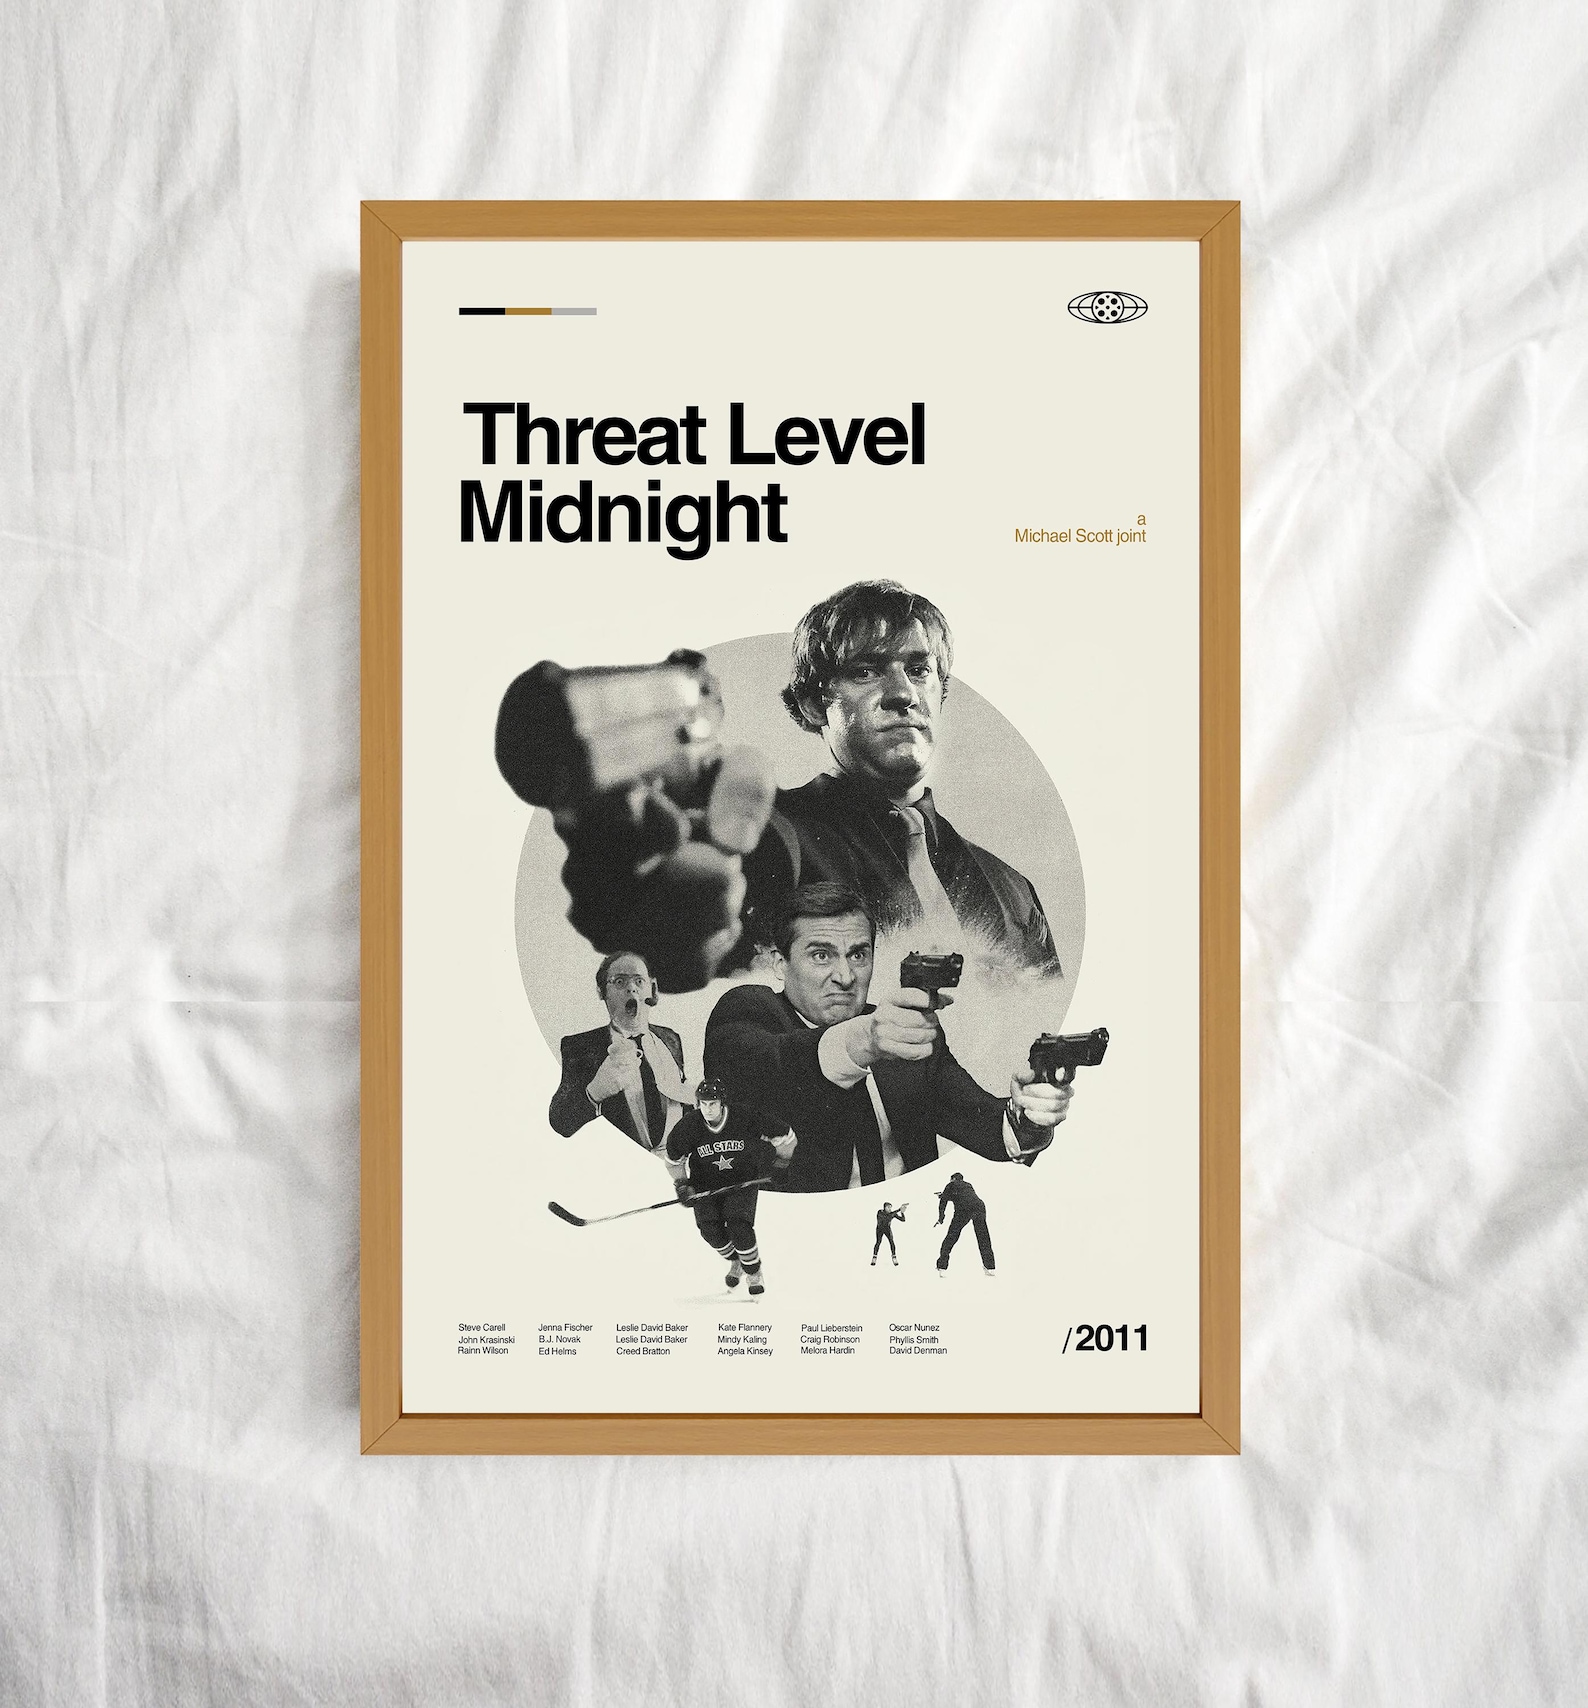 Threat Level
Midnight
a
Michael Scott joint
ALL STARS
Steve Carell
John Krasinski
Rainn Wilson
Jenna Fischer
B.J. Novak
Ed Helms
Leslie David Baker
Leslie David Baker
Creed Bratton
Kate Flannery
Mindy Kaling
Angela Kinsey
Paul Lieberstein
Craig Robinson
Melora Hardin
Oscar Nunez
Phyllis Smith
David Denman
/2011